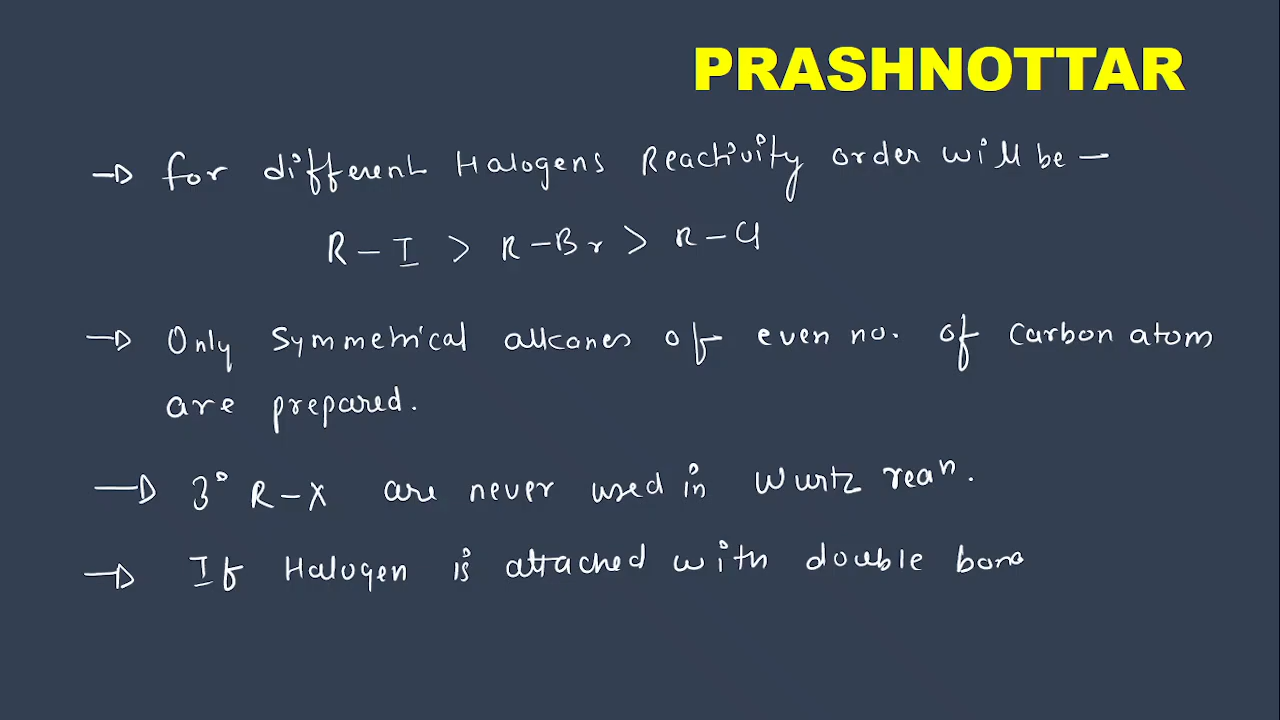 PRASHNOTTAR
→ for different Halogens Reactivity order will be —
R – I > R – Br > R – Cl
→ Only Symmetrical alkanes of even no. of carbon atom
are prepared.
→ 3° R – X are never used in Wurtz reaⁿ.
→ If Halogen is attached with double bon